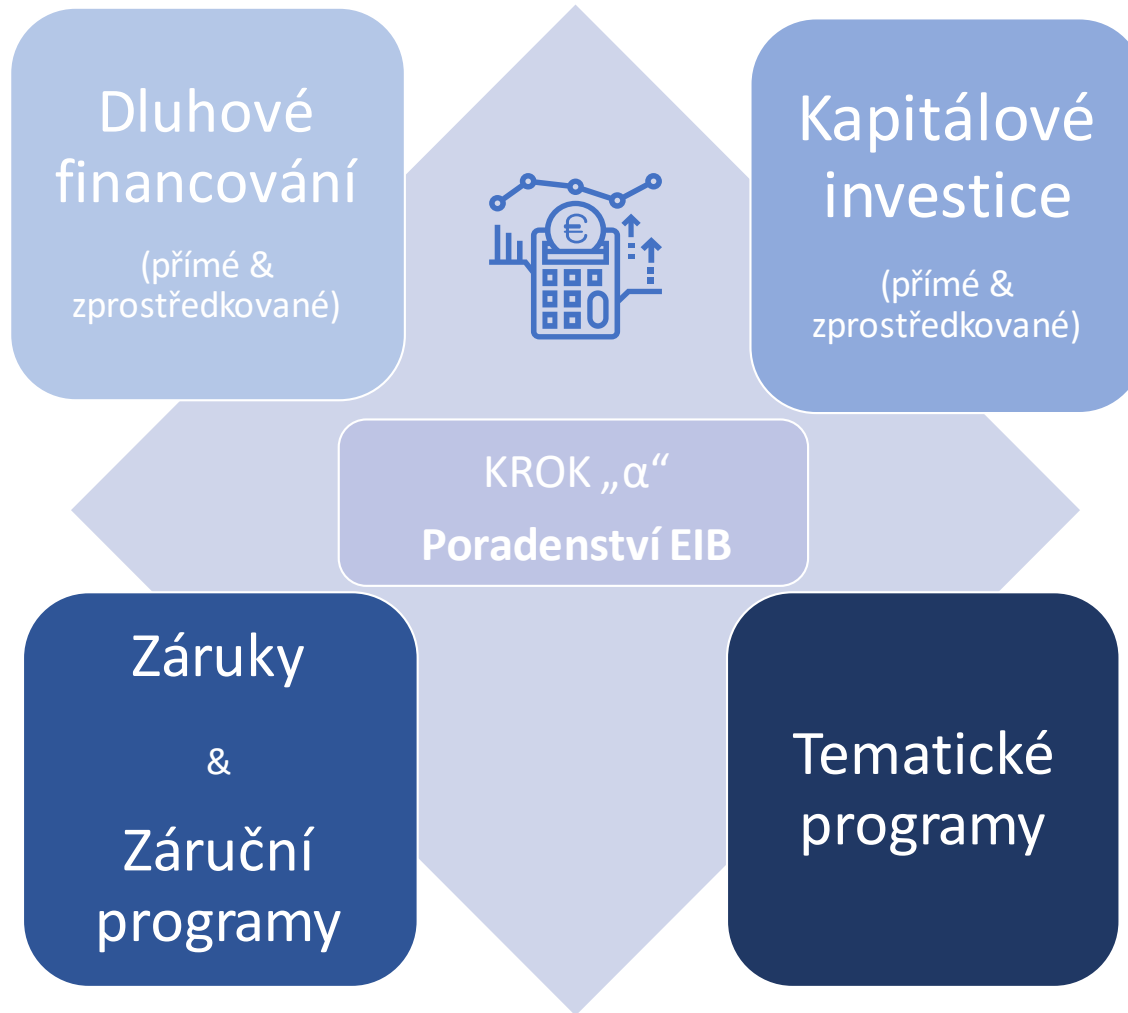 Dluhové
financování
(přímé &
zprostředkované)
Kapitálové
investice
(přímé &
zprostředkované)
€
KROK „α“
Poradenství EIB
Záruky
&
Záruční
programy
Tematické
programy